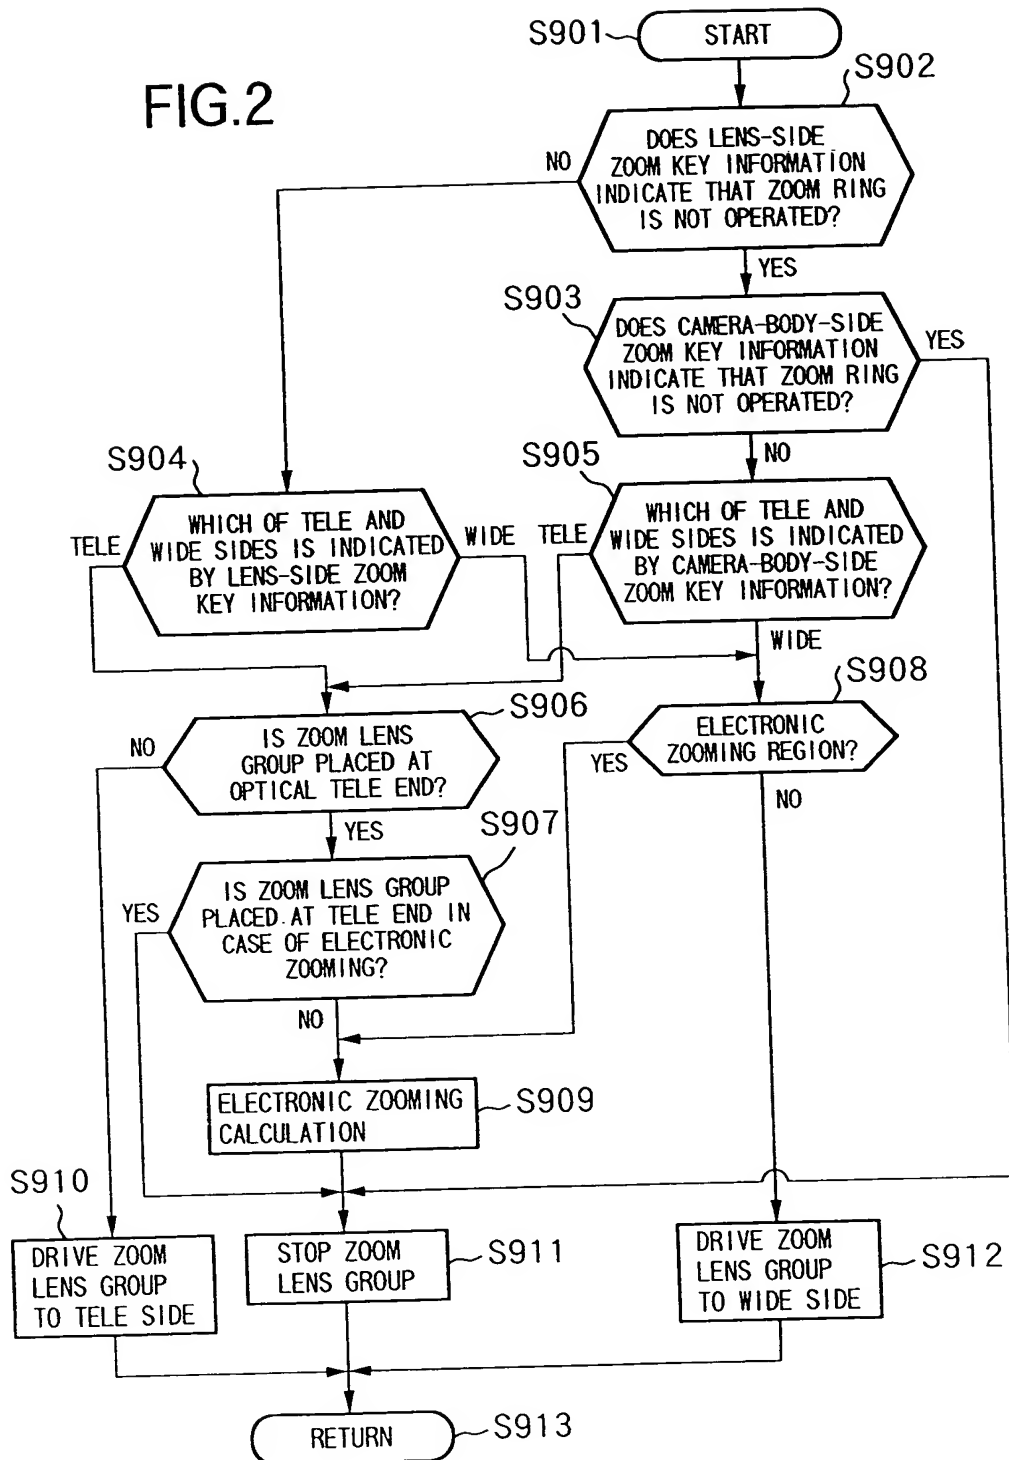 S901
START
FIG.2
S902
DOES LENS-SIDE
ZOOM KEY INFORMATION
INDICATE THAT ZOOM RING
IS NOT OPERATED?
NO
YES
S903
DOES CAMERA-BODY-SIDE
ZOOM KEY INFORMATION
INDICATE THAT ZOOM RING
IS NOT OPERATED?
YES
NO
S904
WHICH OF TELE AND
WIDE SIDES IS INDICATED
BY LENS-SIDE ZOOM
KEY INFORMATION?
TELE
WIDE
S905
WHICH OF TELE AND
WIDE SIDES IS INDICATED
BY CAMERA-BODY-SIDE
ZOOM KEY INFORMATION?
TELE
WIDE
S906
IS ZOOM LENS
GROUP PLACED AT
OPTICAL TELE END?
NO
YES
S908
ELECTRONIC
ZOOMING REGION?
YES
NO
S907
IS ZOOM LENS GROUP
PLACED AT TELE END IN
CASE OF ELECTRONIC
ZOOMING?
YES
NO
ELECTRONIC ZOOMING
CALCULATION
S909
S910
DRIVE ZOOM
LENS GROUP
TO TELE SIDE
STOP ZOOM
LENS GROUP
S911
DRIVE ZOOM
LENS GROUP
TO WIDE SIDE
S912
RETURN
S913